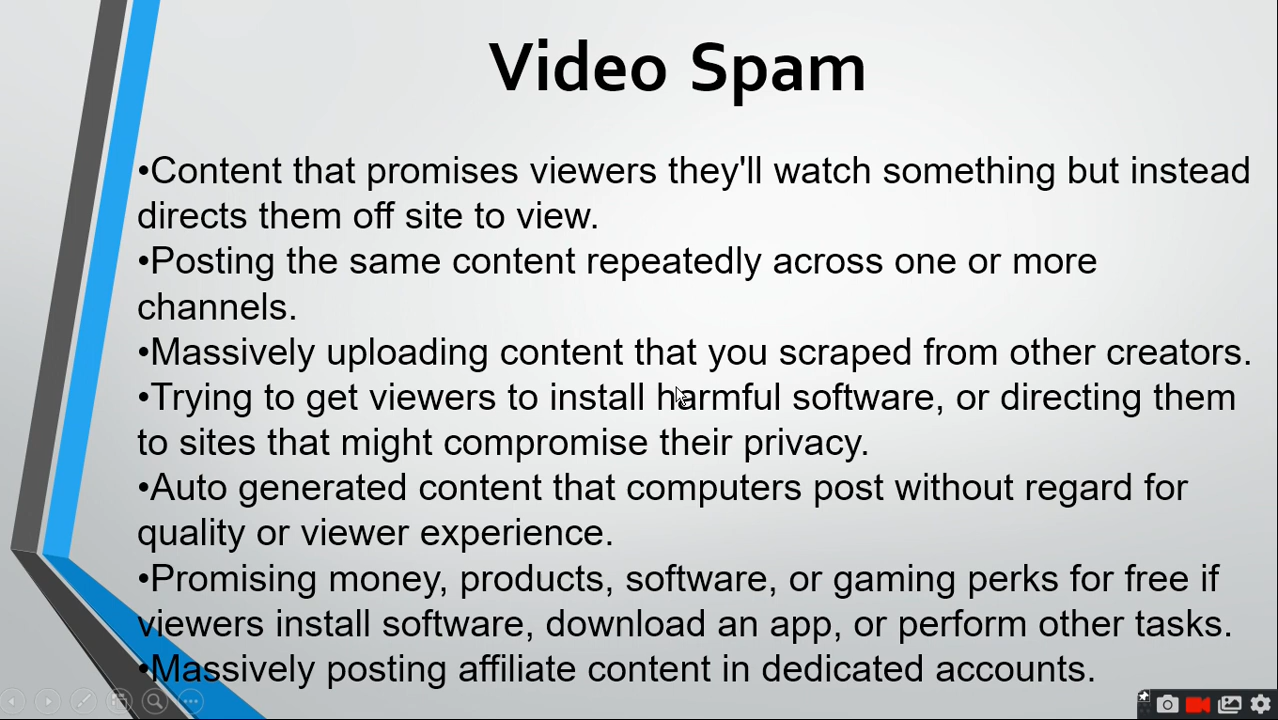 Video Spam
•Content that promises viewers they'll watch something but instead
directs them off site to view.
•Posting the same content repeatedly across one or more
channels.
•Massively uploading content that you scraped from other creators.
•Trying to get viewers to install harmful software, or directing them
to sites that might compromise their privacy.
•Auto generated content that computers post without regard for
quality or viewer experience.
•Promising money, products, software, or gaming perks for free if
viewers install software, download an app, or perform other tasks.
•Massively posting affiliate content in dedicated accounts.